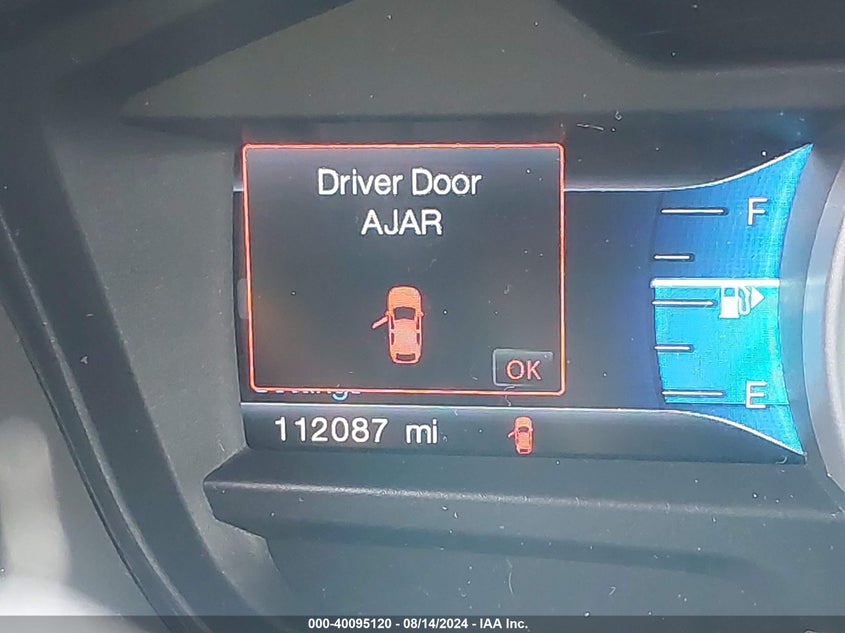 Driver Door
AJAR
F
OK
E
112087 mi
000-40095120 - 08/14/2024 - IAA Inc.